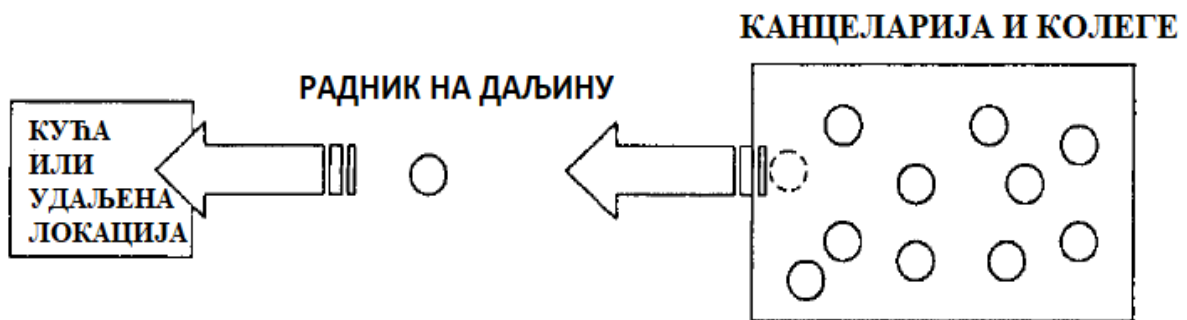 КАНЦЕЛАРИЈА И КОЛЕГЕ
РАДНИК НА ДАЉИНУ
КУЋА
ИЛИ
УДАЉЕНА
ЛОКАЦИЈА